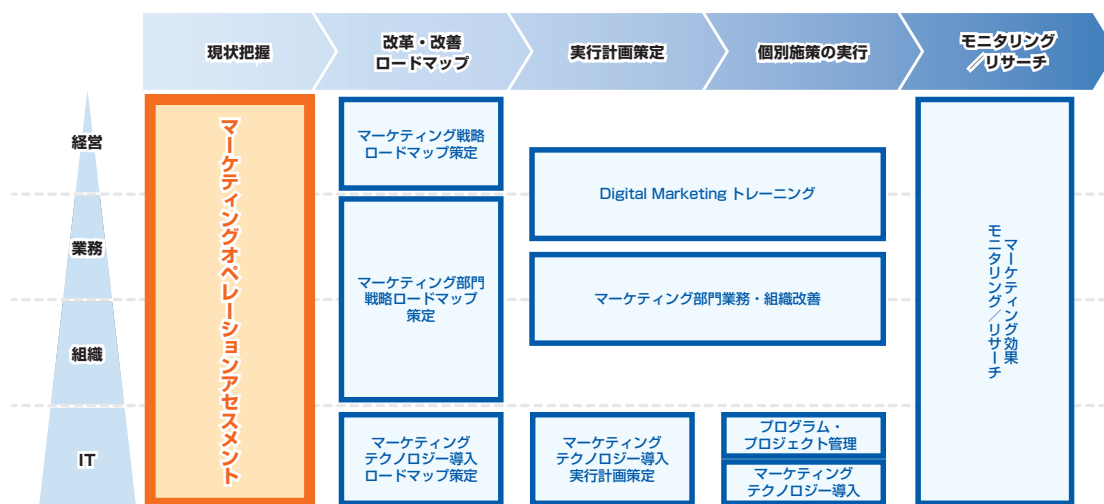 現状把握
改革・改善
ロードマップ
実行計画策定
個別施策の実行
モニタリング
／リサーチ
経営
業務
組織
IT
マーケティングオペレーションアセスメント
マーケティング戦略
ロードマップ策定
マーケティング部門
戦略ロードマップ
策定
マーケティング
テクノロジー導入
ロードマップ策定
Digital Marketing トレーニング
マーケティング部門業務・組織改善
マーケティング
テクノロジー導入
実行計画策定
プログラム・
プロジェクト管理
マーケティング
テクノロジー導入
マーケティング効果
モニタリング／リサーチ